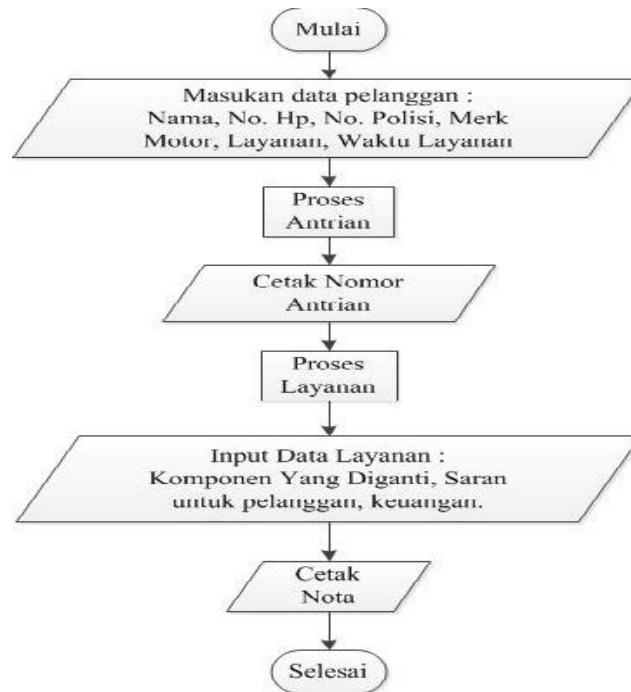 Mulai
Masukan data pelanggan :
Nama, No. Hp, No. Polisi, Merk
Motor, Layanan, Waktu Layanan
Proses
Antrian
Cetak Nomor
Antrian
Proses
Layanan
Input Data Layanan :
Komponen Yang Diganti, Saran
untuk pelanggan, keuangan.
Cetak
Nota
Selesai